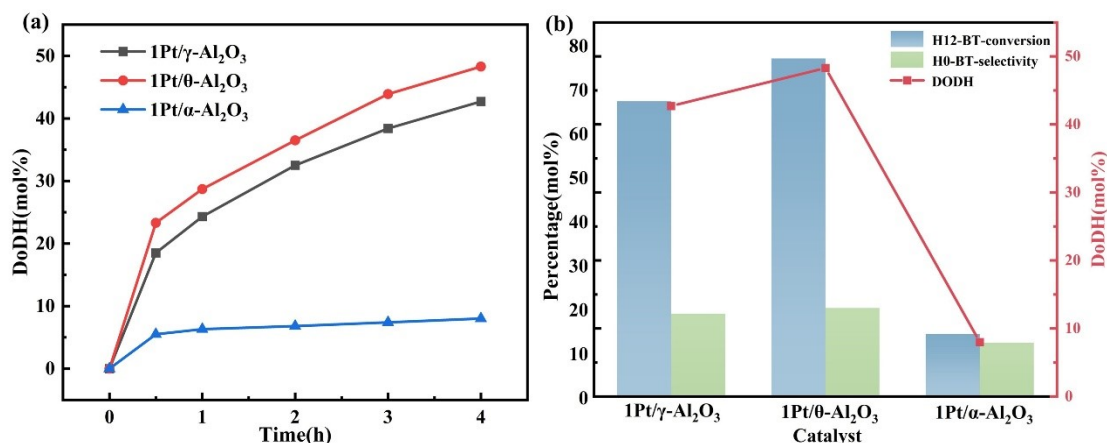 (a)
1Pt/γ-Al₂O₃
1Pt/θ-Al₂O₃
1Pt/α-Al₂O₃
DoDH(mol%)
50
40
30
20
10
0
0 1 2 3 4
Time(h)
(b)
H12-BT-conversion
H0-BT-selectivity
DODH
Percentage(mol%)
80
70
60
50
40
30
20
10
0
1Pt/γ-Al₂O₃ 1Pt/θ-Al₂O₃ 1Pt/α-Al₂O₃
Catalyst
50
40
30
20
10
0
DoDH(mol%)